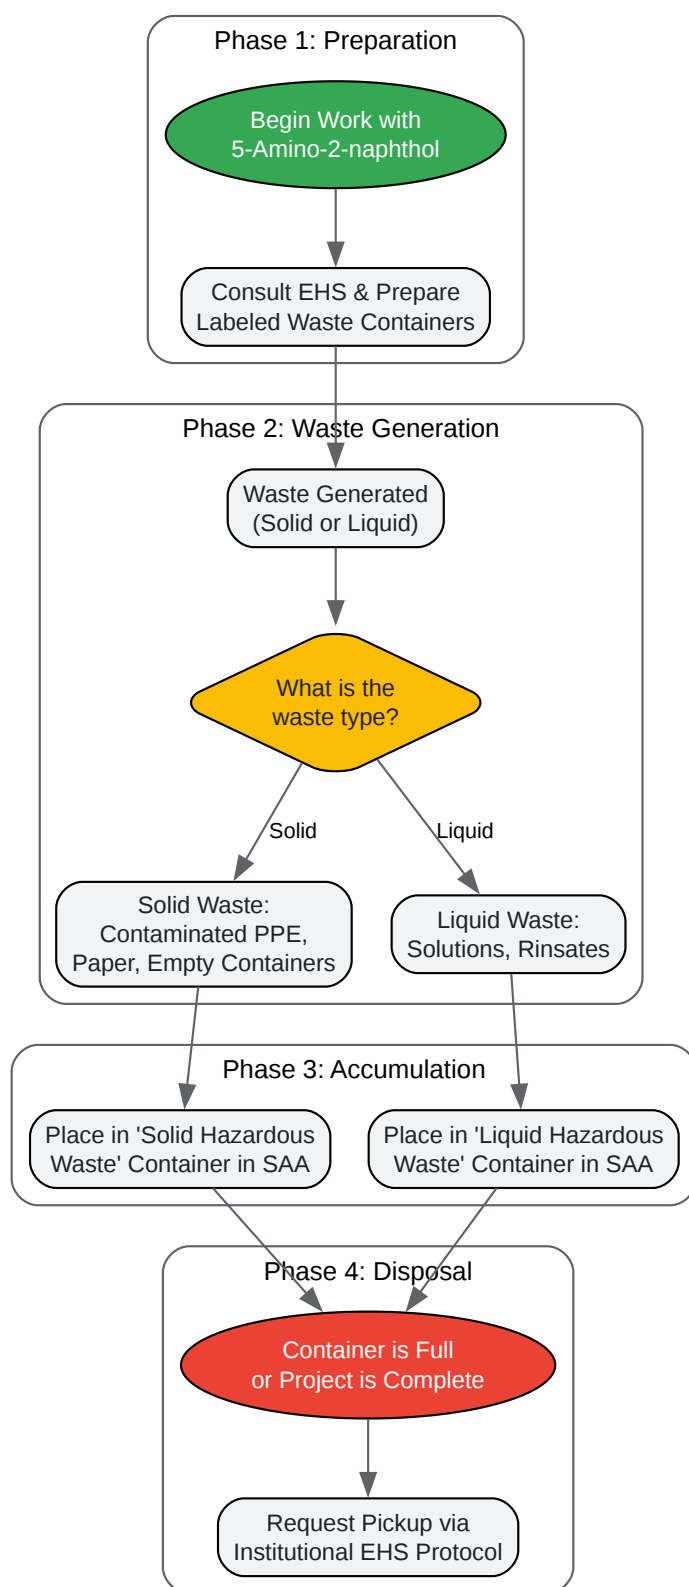 Phase 1: Preparation
Begin Work with
5-Amino-2-naphthol
Consult EHS & Prepare
Labeled Waste Containers
Phase 2: Waste Generation
Waste Generated
(Solid or Liquid)
What is the
waste type?
Solid
Liquid
Solid Waste:
Contaminated PPE,
Paper, Empty Containers
Liquid Waste:
Solutions, Rinsates
Phase 3: Accumulation
Place in 'Solid Hazardous
Waste' Container in SAA
Place in 'Liquid Hazardous
Waste' Container in SAA
Phase 4: Disposal
Container is Full
or Project is Complete
Request Pickup via
Institutional EHS Protocol